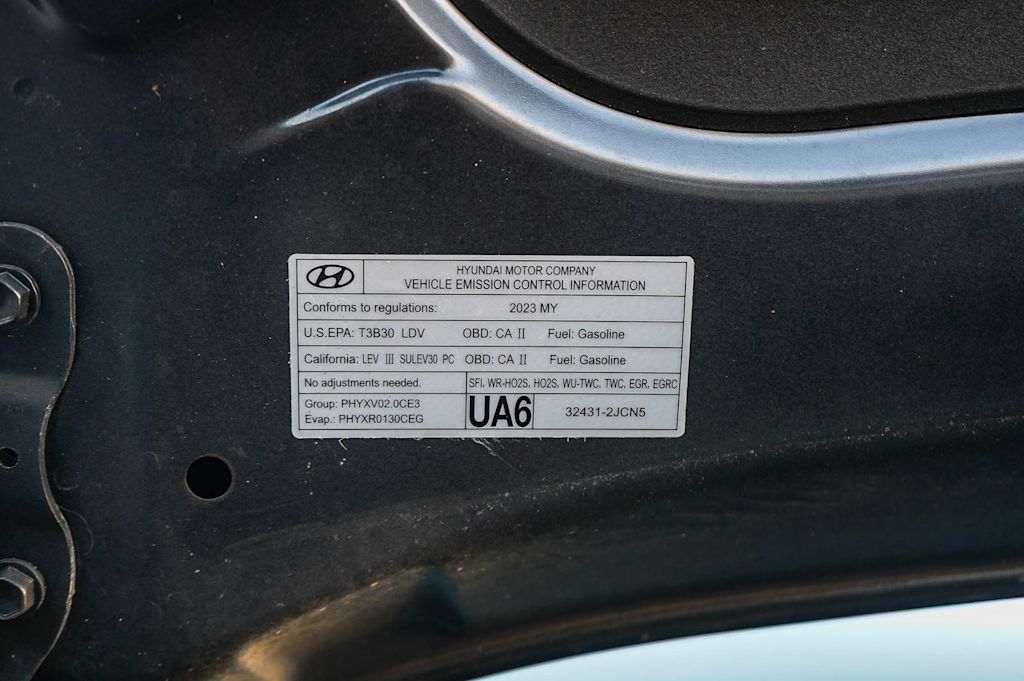 HYUNDAI MOTOR COMPANY
VEHICLE EMISSION CONTROL INFORMATION
Conforms to regulations: 2023 MY
U.S.EPA: T3B30 LDV OBD: CA II Fuel: Gasoline
California: LEV III SULEV30 PC OBD: CA II Fuel: Gasoline
No adjustments needed. SFI, WR-HO2S, HO2S, WU-TWC, TWC, EGR, EGRC
Group: PHYXV02.0CE3
Evap.: PHYXR0130CEG
UA6 32431-2JCN5